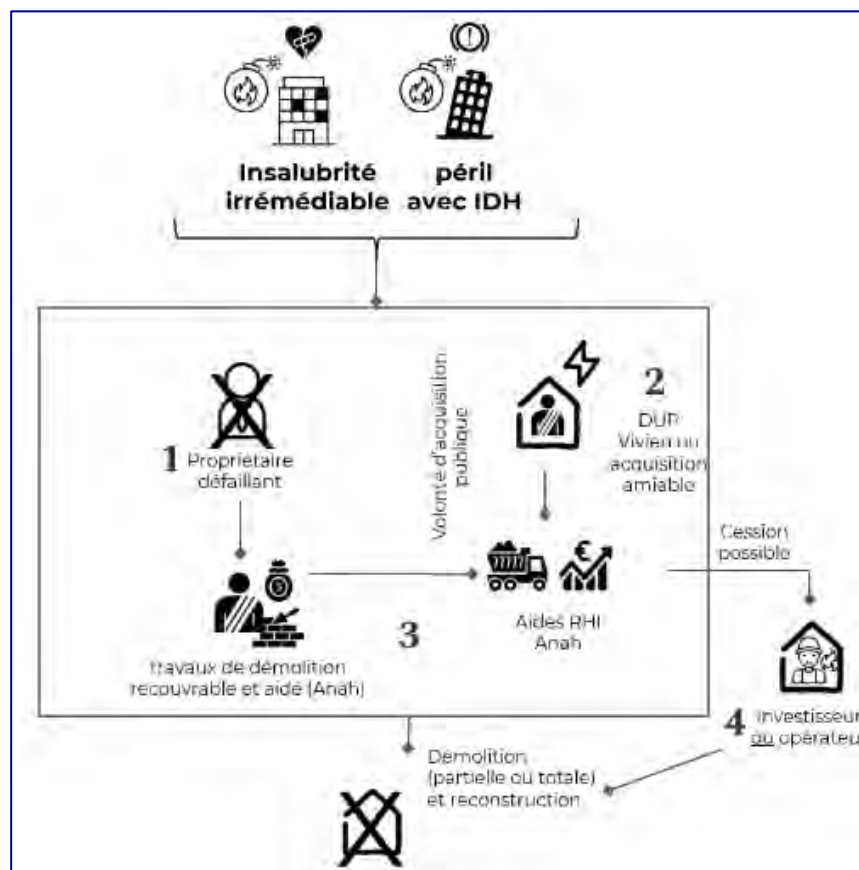 Insalubrité
irrémédiable
péril
avec IDH
Volonté d'acquisition
publique
1 Propriétaire
défaillant
2
DUP
Vivien ou
acquisition
amiable
Cession
possible
Aides RHI
Anah
3
travaux de démolition
recouvrable et aidé (Anah)
4 Investisseur
ou opérateur
Démolition
(partielle ou totale)
et reconstruction